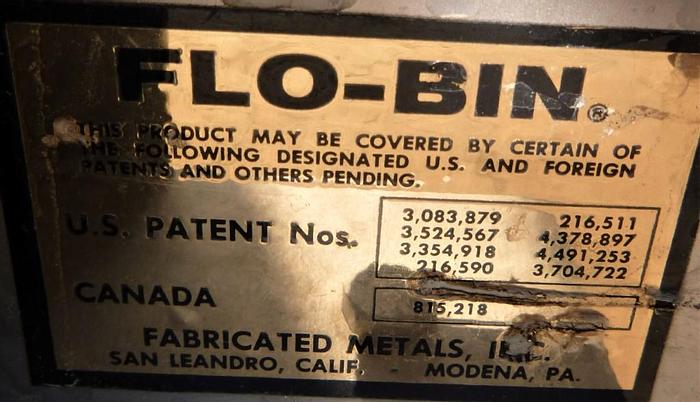 FLO-BIN®
THIS PRODUCT MAY BE COVERED BY CERTAIN OF
THE FOLLOWING DESIGNATED U.S. AND FOREIGN
PATENTS AND OTHERS PENDING.
U.S. PATENT Nos.
3,083,879 216,511
3,524,567 4,378,897
3,354,918 4,491,253
216,590 3,704,722
CANADA 815,218
FABRICATED METALS, INC.
SAN LEANDRO, CALIF. - MODENA, PA.